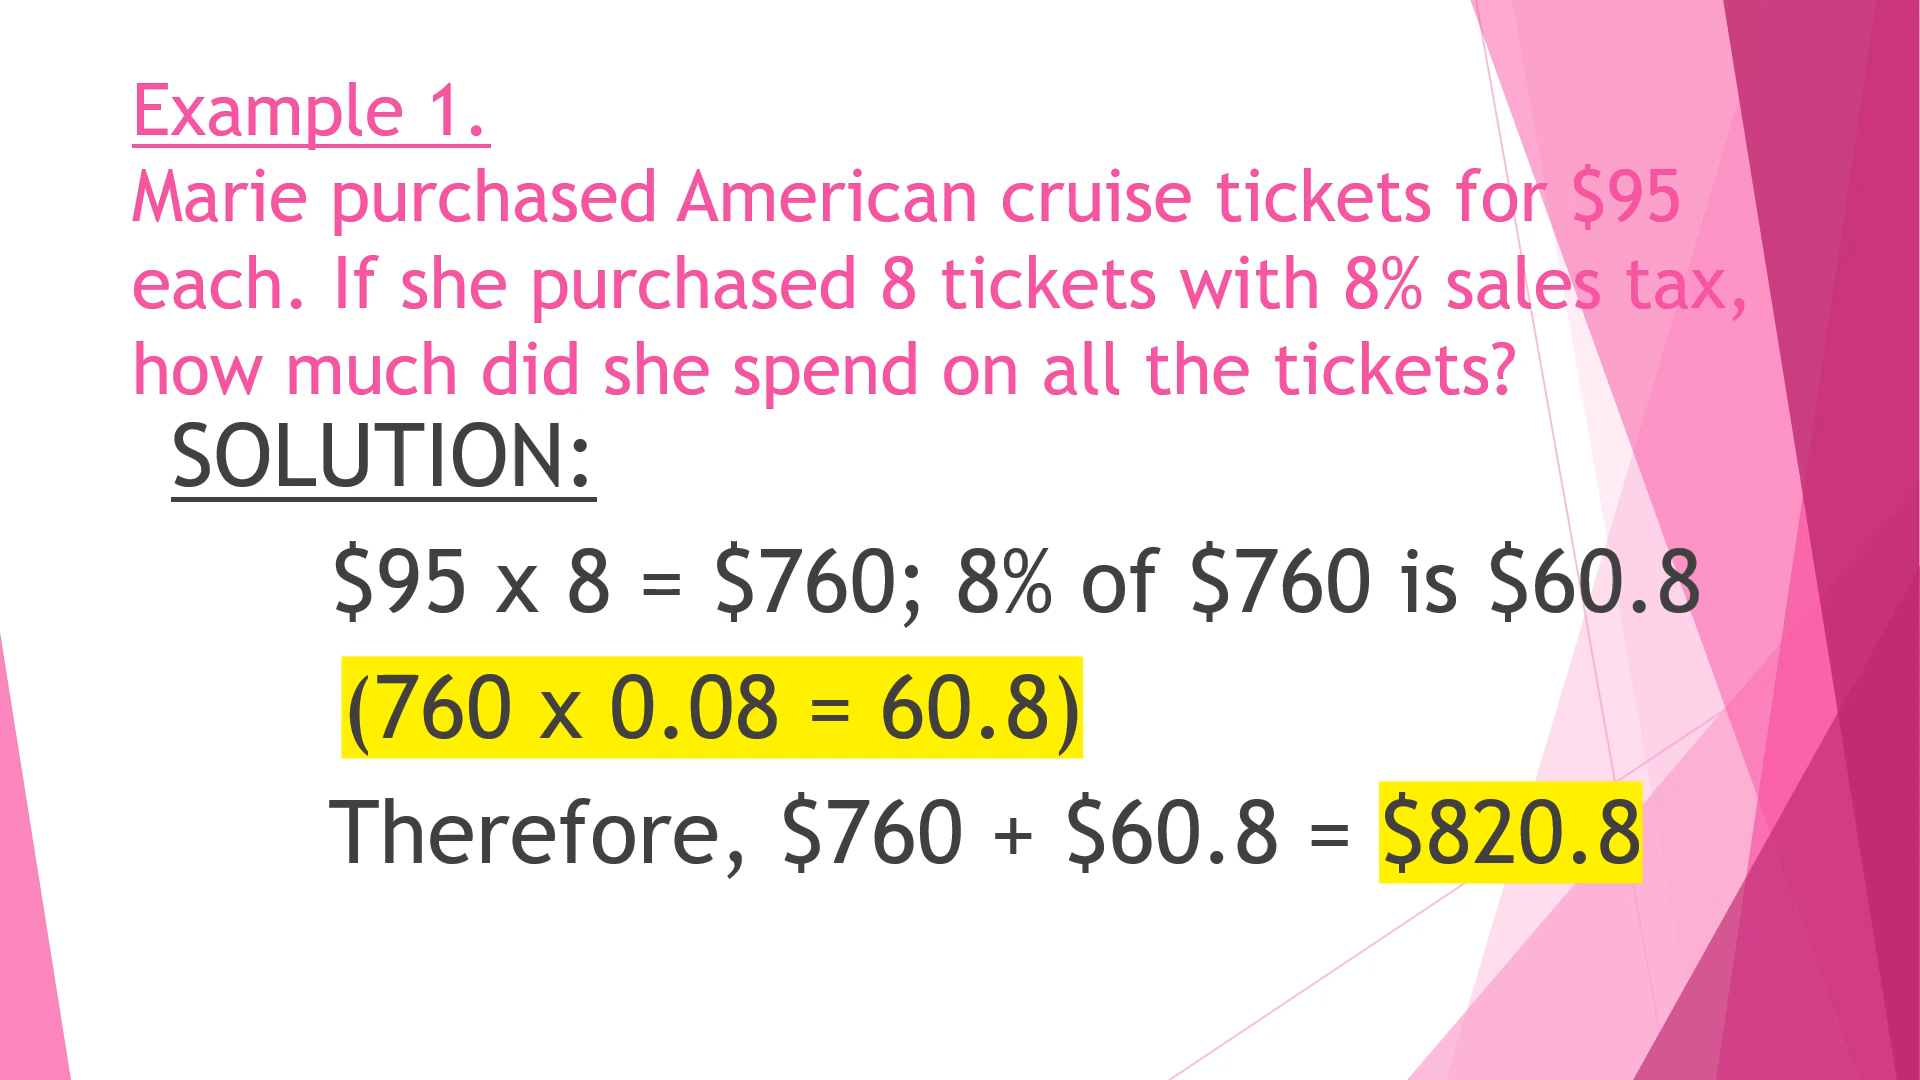 Example 1.
Marie purchased American cruise tickets for $95
each. If she purchased 8 tickets with 8% sales tax,
how much did she spend on all the tickets?
SOLUTION:
$95 x 8 = $760; 8% of $760 is $60.8
(760 x 0.08 = 60.8)
Therefore, $760 + $60.8 = $820.8